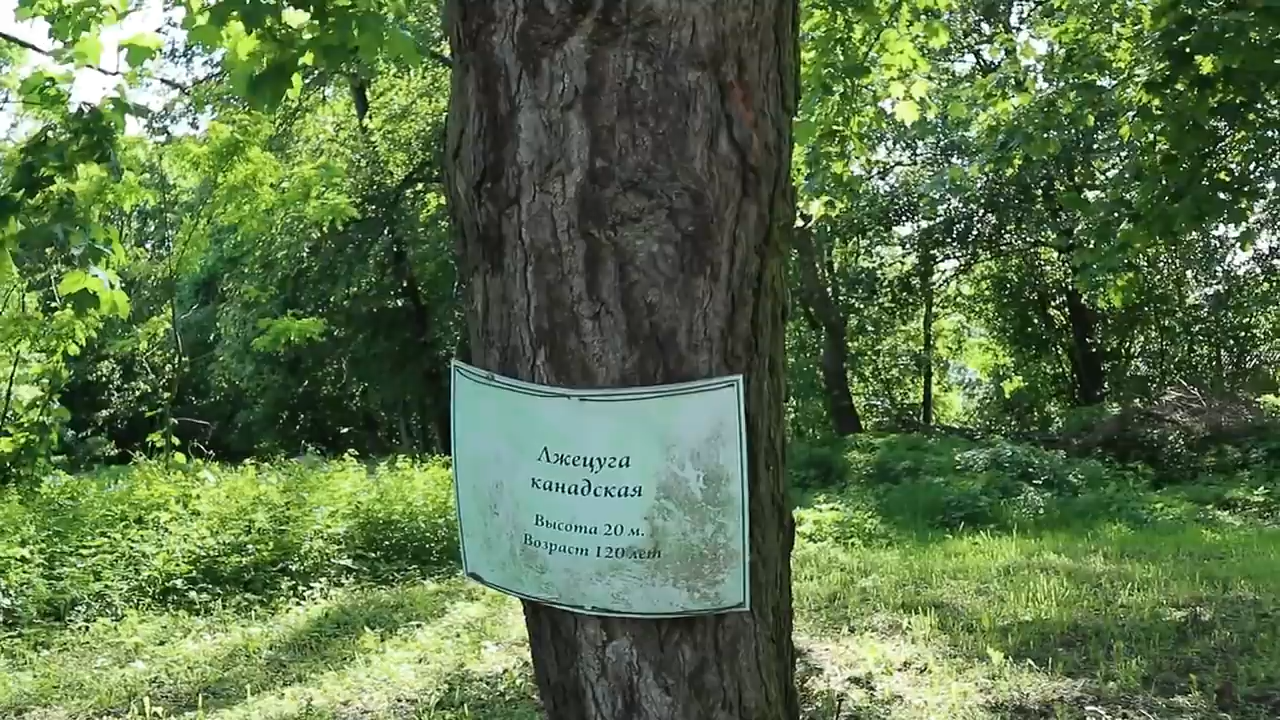 Лжецуга
канадская
Высота 20 м.
Возраст 120 лет